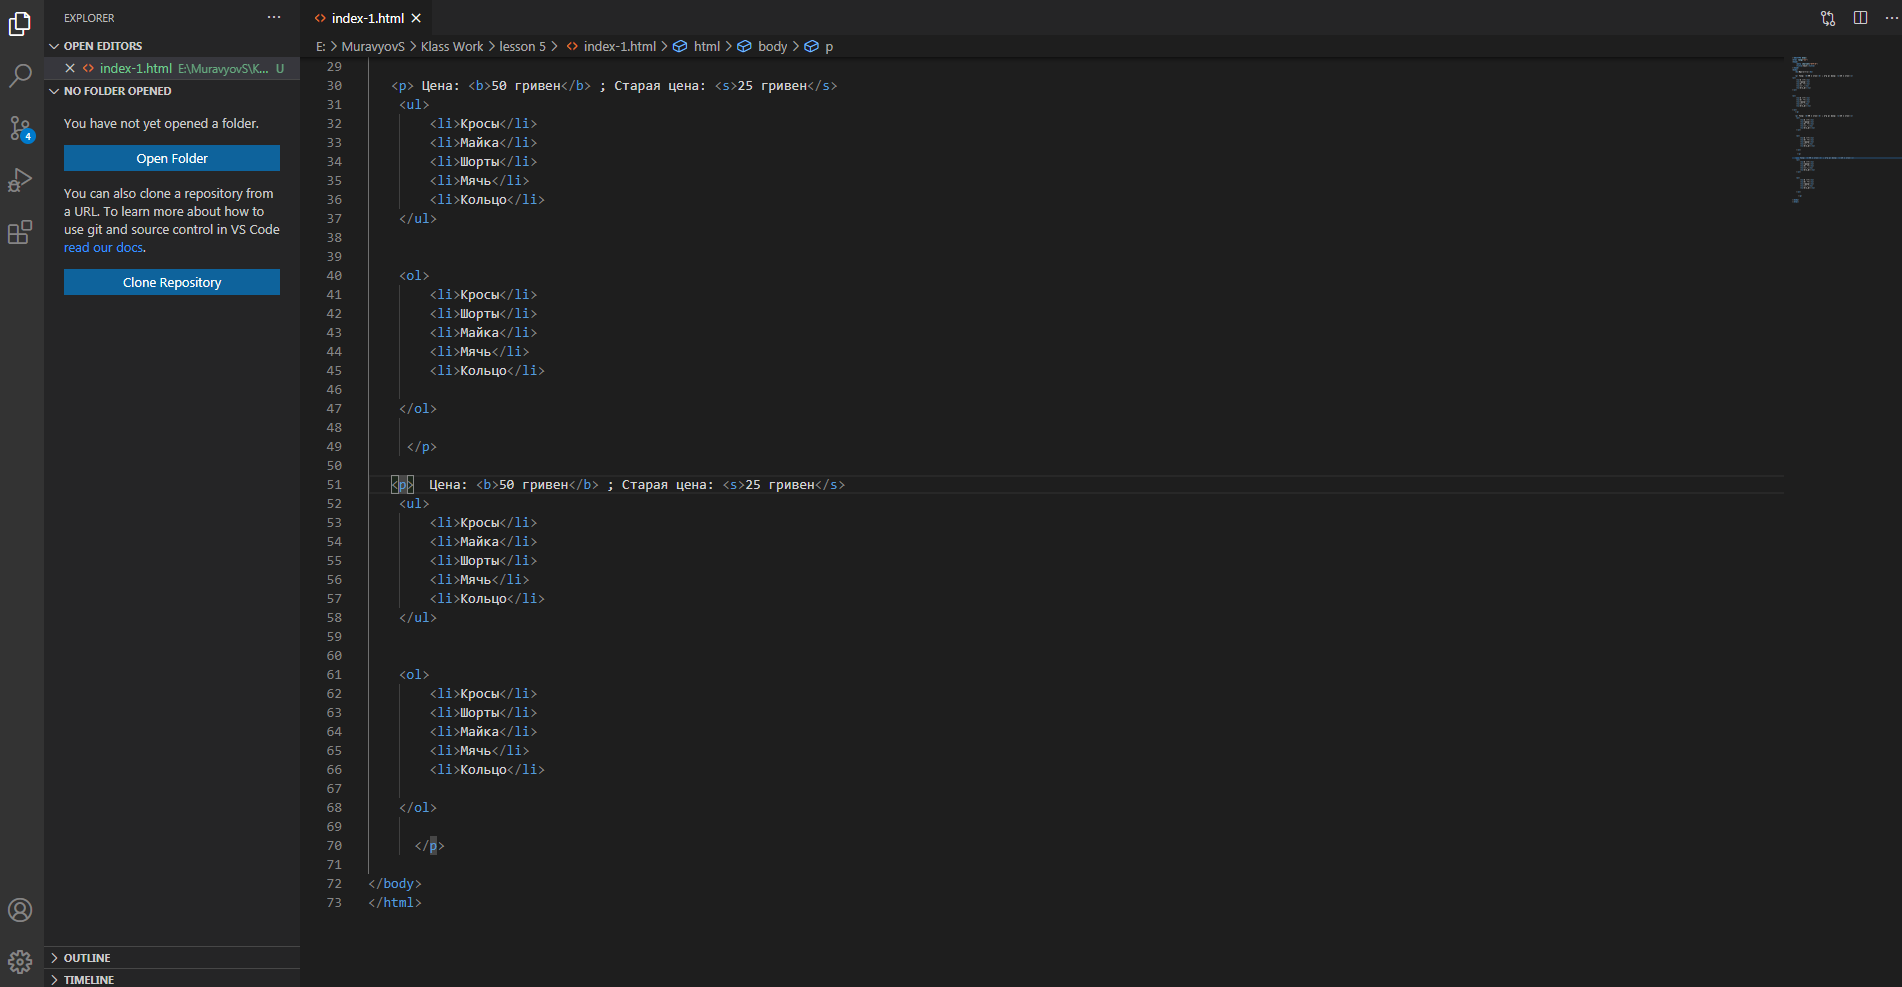 EXPLORER
OPEN EDITORS
index-1.html E:\MuravyovS\K... U
NO FOLDER OPENED
You have not yet opened a folder.
Open Folder
You can also clone a repository from
a URL. To learn more about how to
use git and source control in VS Code
read our docs.
Clone Repository
4
OUTLINE
TIMELINE
<> index-1.html
E: > MuravyovS > Klass Work > lesson 5 > <> index-1.html > html > body > p
29
30 <p> Цена: <b>50 гривен</b> ; Старая цена: <s>25 гривен</s>
31 <ul>
32 <li>Кросы</li>
33 <li>Майка</li>
34 <li>Шорты</li>
35 <li>Мячь</li>
36 <li>Кольцо</li>
37 </ul>
38
39
40 <ol>
41 <li>Кросы</li>
42 <li>Шорты</li>
43 <li>Майка</li>
44 <li>Мячь</li>
45 <li>Кольцо</li>
46
47 </ol>
48
49 </p>
50
51 <p> Цена: <b>50 гривен</b> ; Старая цена: <s>25 гривен</s>
52 <ul>
53 <li>Кросы</li>
54 <li>Майка</li>
55 <li>Шорты</li>
56 <li>Мячь</li>
57 <li>Кольцо</li>
58 </ul>
59
60
61 <ol>
62 <li>Кросы</li>
63 <li>Шорты</li>
64 <li>Майка</li>
65 <li>Мячь</li>
66 <li>Кольцо</li>
67
68 </ol>
69
70 </p>
71
72 </body>
73 </html>